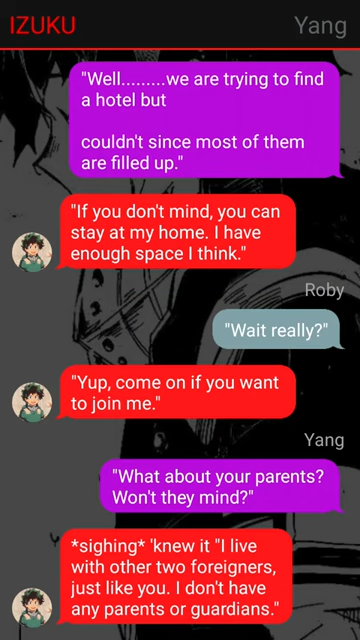 IZUKU
Yang
"Well.........we are trying to find
a hotel but
couldn't since most of them
are filled up."
"If you don't mind, you can
stay at my home. I have
enough space I think."
Roby
"Wait really?"
"Yup, come on if you want
to join me."
Yang
"What about your parents?
Won't they mind?"
*sighing* 'knew it "I live
with other two foreigners,
just like you. I don't have
any parents or guardians."